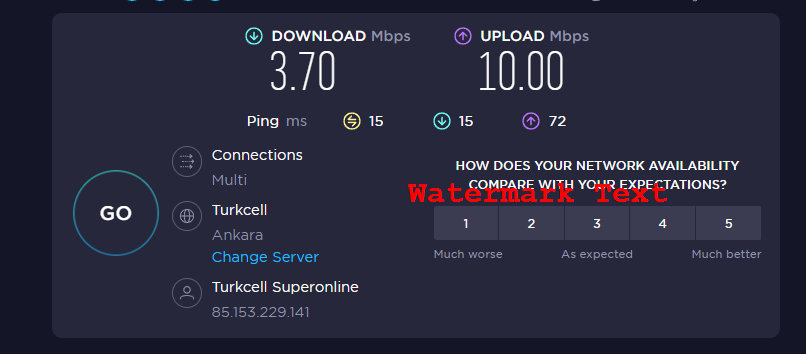 DOWNLOAD Mbps UPLOAD Mbps
3.70 10.00
Ping ms 15 15 72
Connections
Multi
Turkcell
Ankara
Change Server
Turkcell Superonline
85.153.229.141
GO
HOW DOES YOUR NETWORK AVAILABILITY
COMPARE WITH YOUR EXPECTATIONS?
Watermark Text
1 2 3 4 5
Much worse As expected Much better